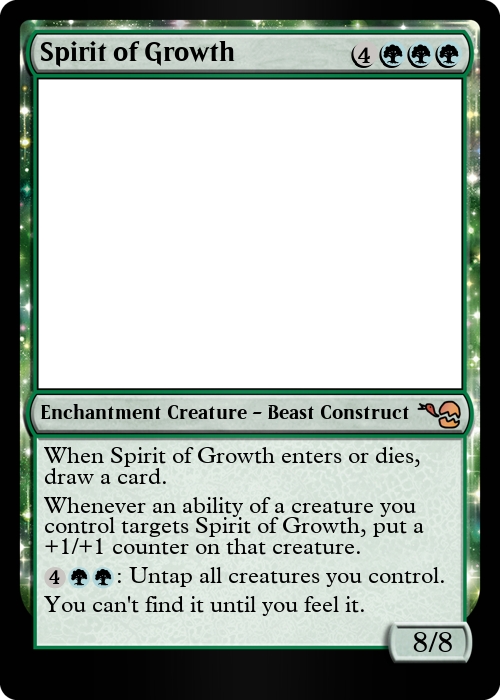 Spirit of Growth 4
Enchantment Creature – Beast Construct
When Spirit of Growth enters or dies,
draw a card.
Whenever an ability of a creature you
control targets Spirit of Growth, put a
+1/+1 counter on that creature.
4 : Untap all creatures you control.
You can't find it until you feel it.
8/8